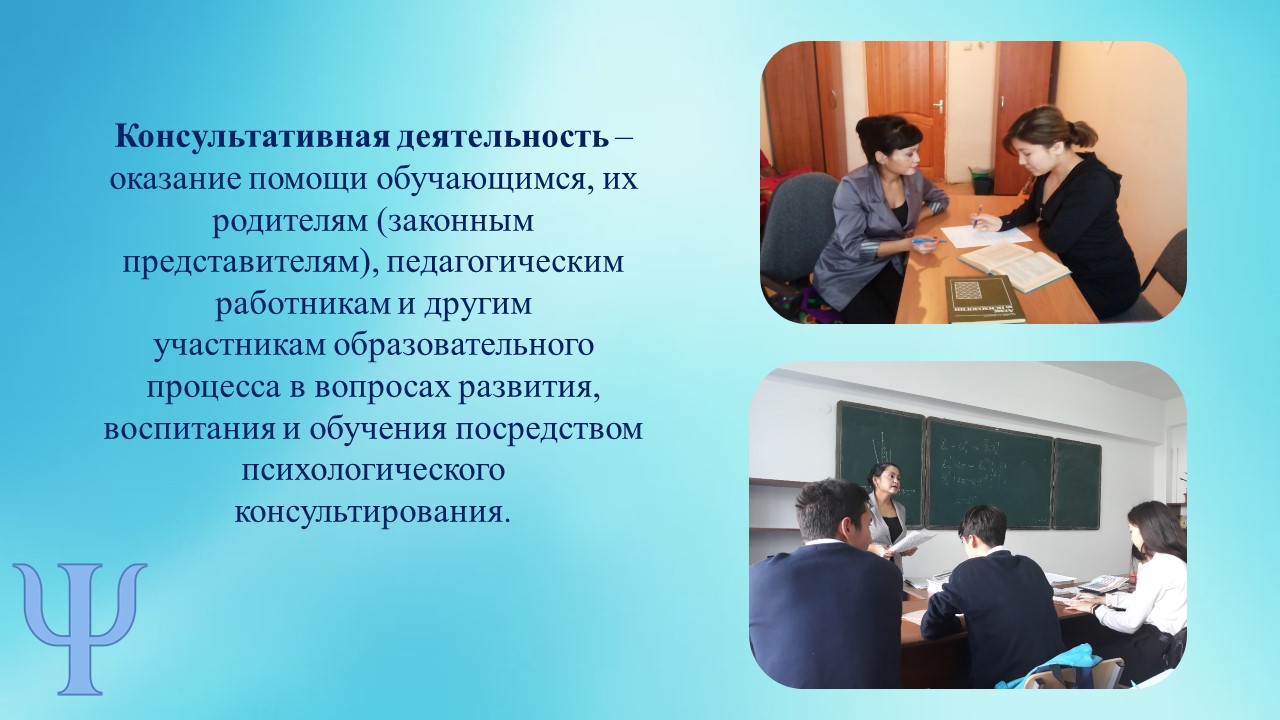 Консультативная деятельность –
оказание помощи обучающимся, их
родителям (законным
представителям), педагогическим
работникам и другим
участникам образовательного
процесса в вопросах развития,
воспитания и обучения посредством
психологического
консультирования.
Ψ